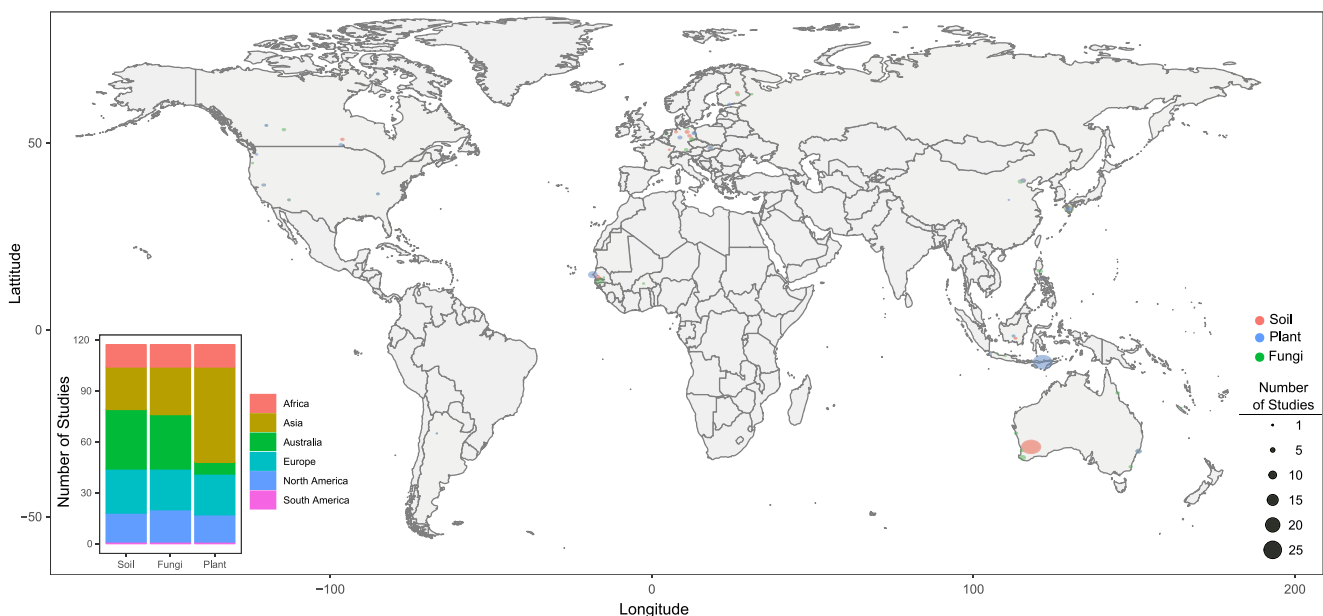 50
0
−50
Lattitude
−100
0
100
200
Longitude
120
90
60
30
0
Number of Studies
Soil
Fungi
Plant
Africa
Asia
Australia
Europe
North America
South America
Soil
Plant
Fungi
Number
of Studies
1
5
10
15
20
25